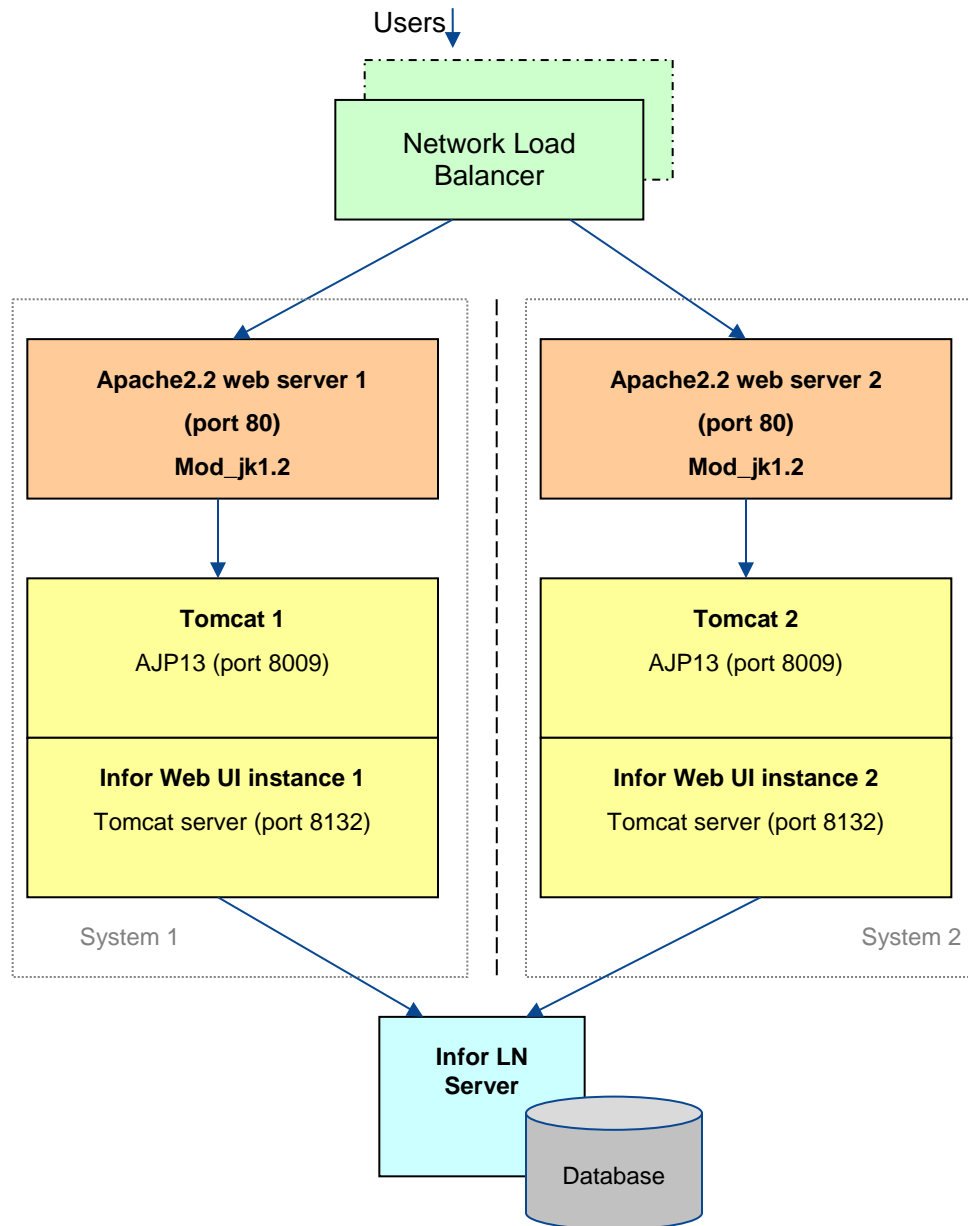 Users
Network Load
Balancer
Apache2.2 web server 1
(port 80)
Mod_jk1.2
Tomcat 1
AJP13 (port 8009)
Infor Web UI instance 1
Tomcat server (port 8132)
System 1
Apache2.2 web server 2
(port 80)
Mod_jk1.2
Tomcat 2
AJP13 (port 8009)
Infor Web UI instance 2
Tomcat server (port 8132)
System 2
Infor LN
Server
Database